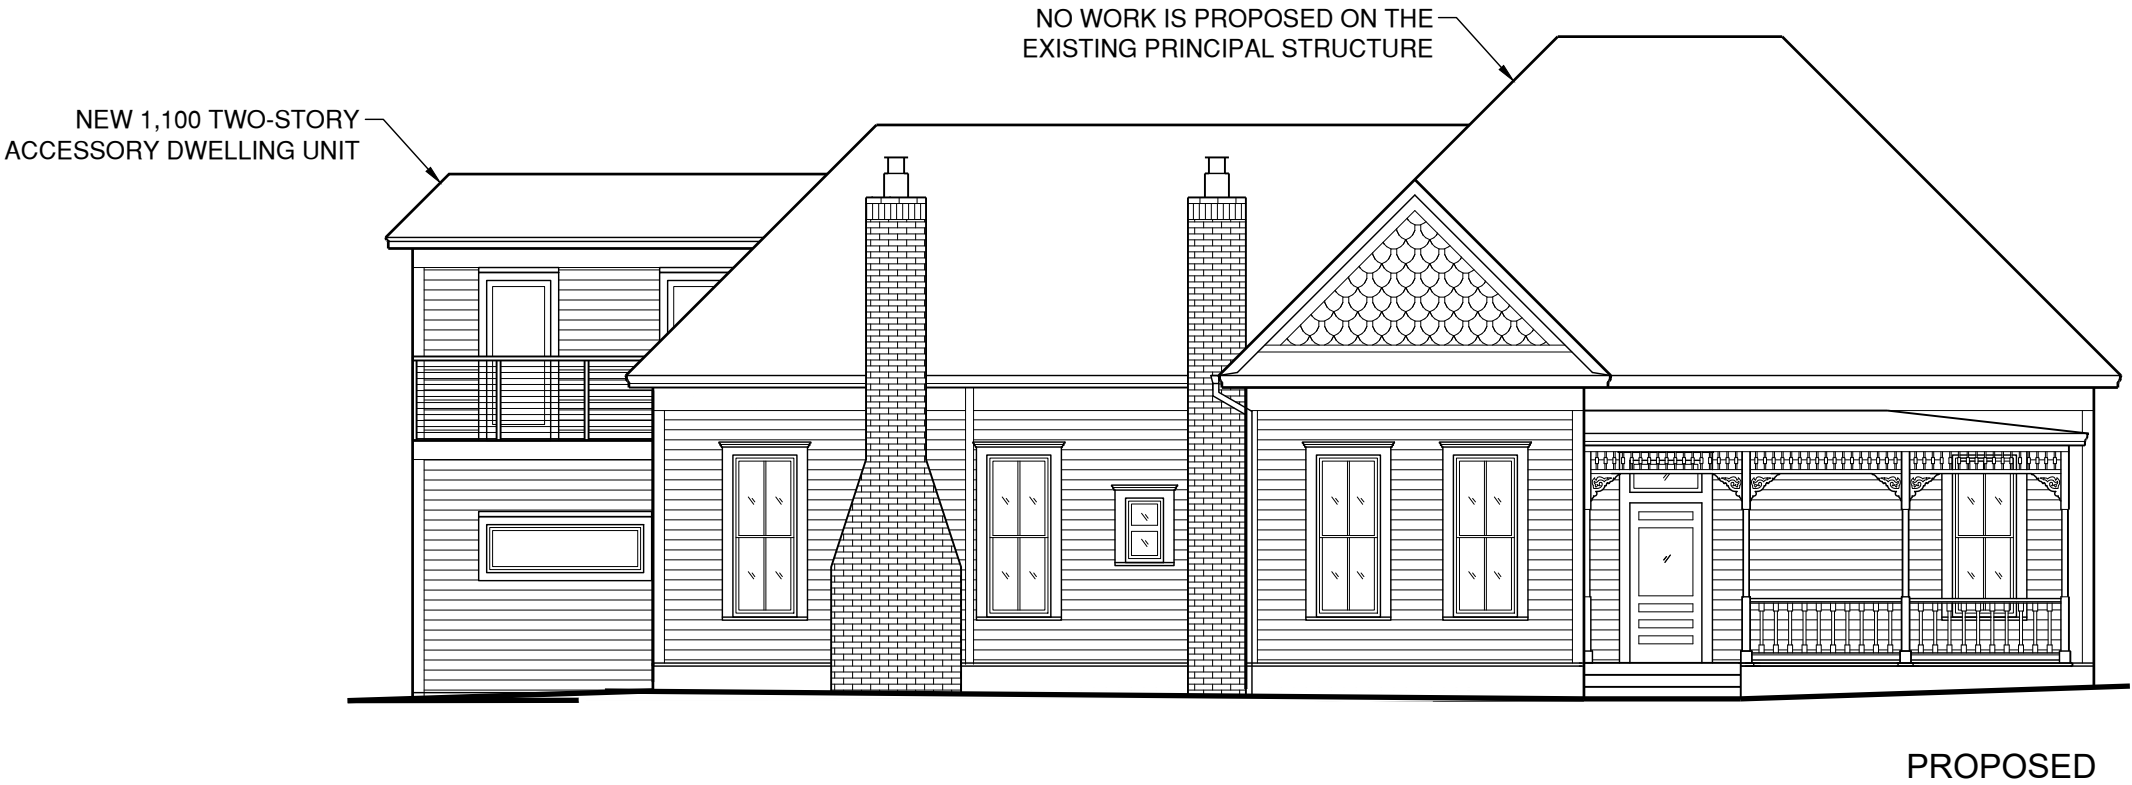 NO WORK IS PROPOSED ON THE
EXISTING PRINCIPAL STRUCTURE
NEW 1,100 TWO-STORY
ACCESSORY DWELLING UNIT
PROPOSED